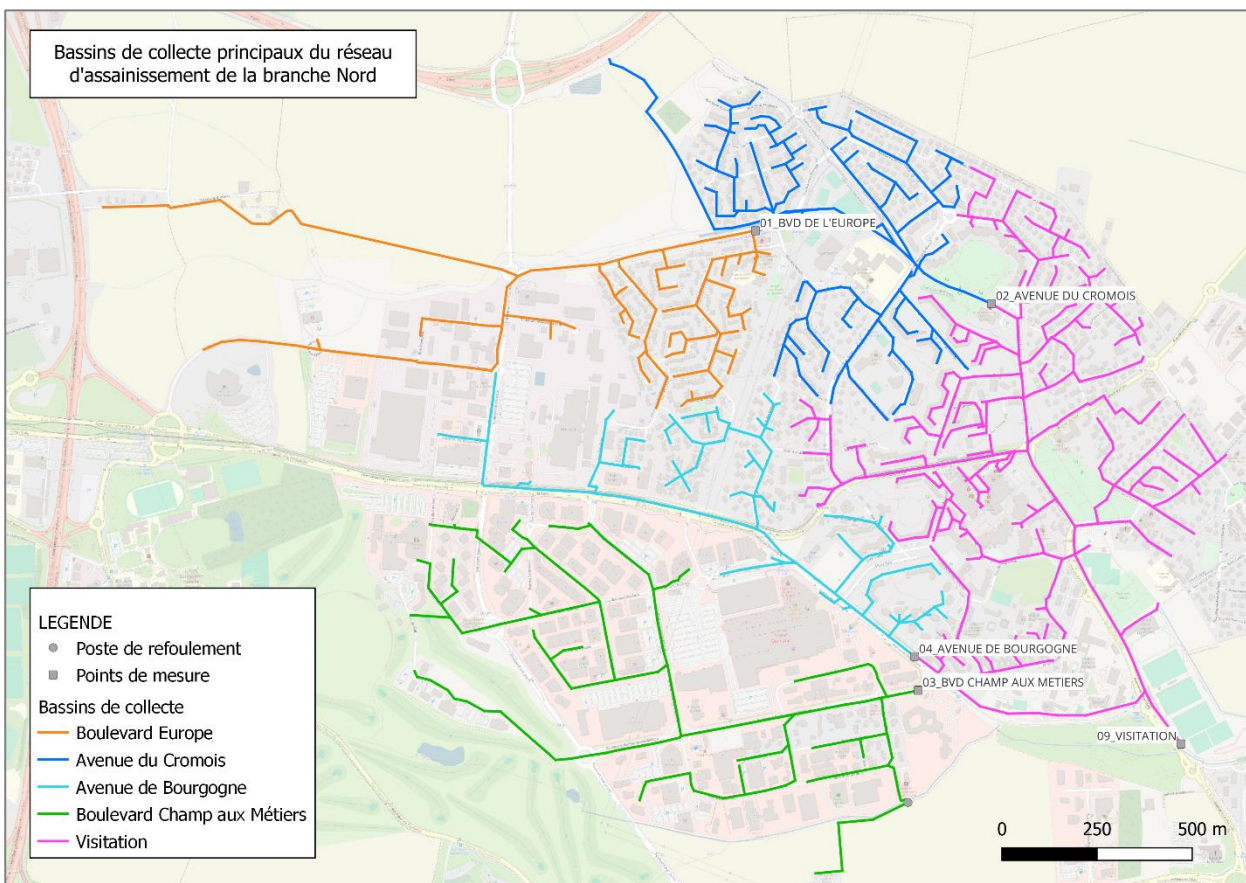 Bassins de collecte principaux du réseau
d'assainissement de la branche Nord
01_BVD DE L'EUROPE
02_AVENUE DU CROMOIS
04_AVENUE DE BOURGOGNE
03_BVD CHAMP AUX METIERS
09_VISITATION
LEGENDE
Poste de refoulement
Points de mesure
Bassins de collecte
Boulevard Europe
Avenue du Cromois
Avenue de Bourgogne
Boulevard Champ aux Métiers
Visitation
0 250 500 m